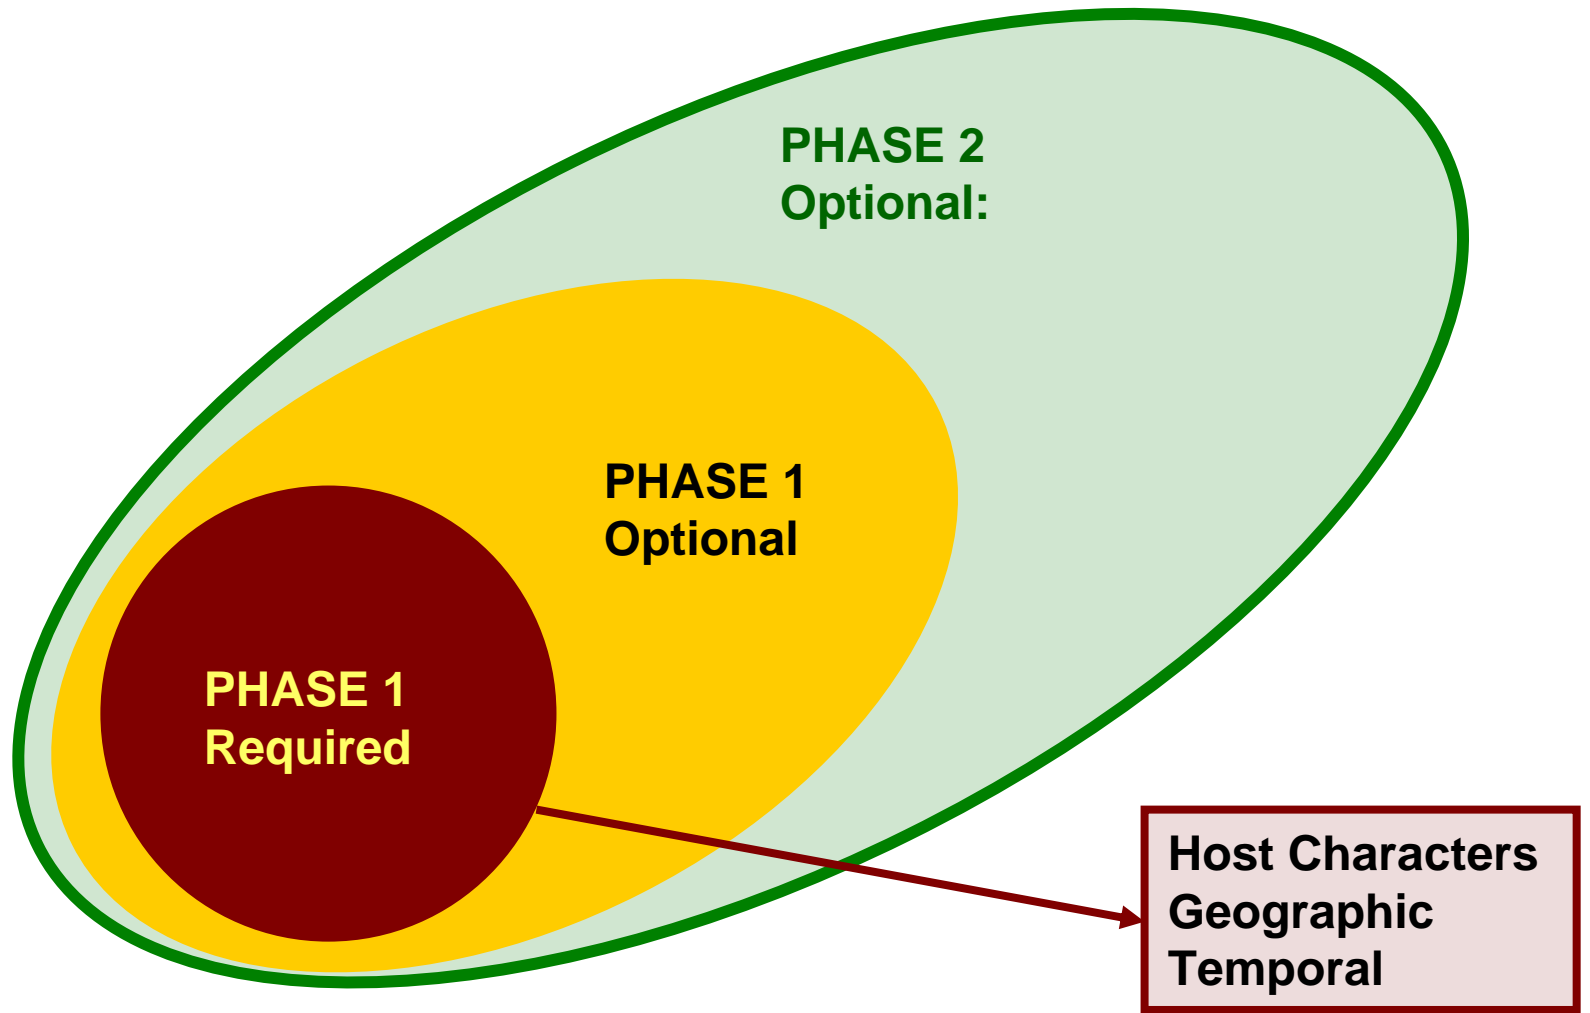 PHASE 2
Optional:
PHASE 1
Optional
PHASE 1
Required
Host Characters
Geographic
Temporal